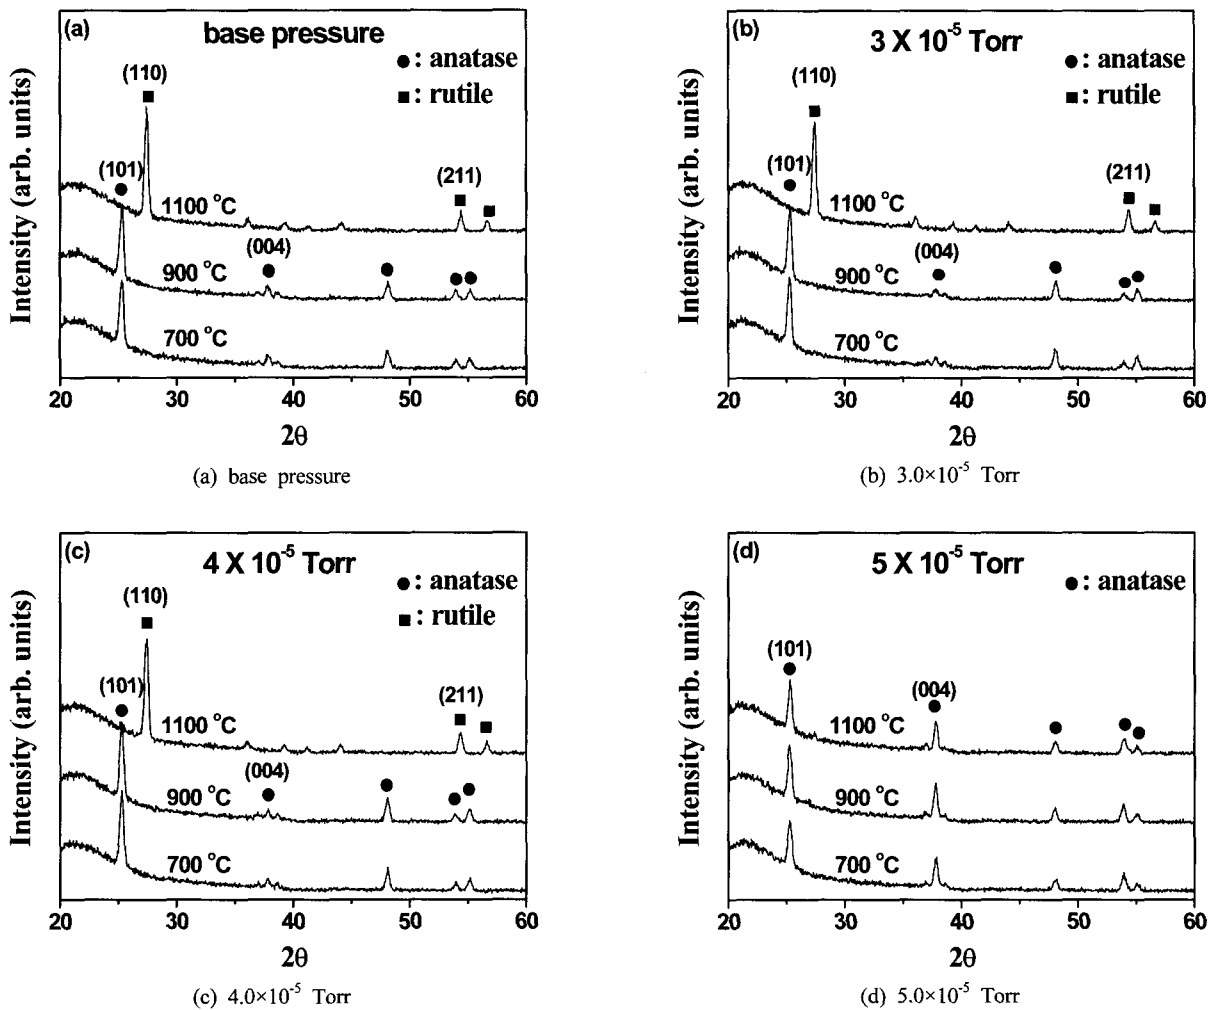 (a) base pressure
●: anatase
■: rutile
(110)
(101)
(211)
1100 °C
(004)
900 °C
700 °C
Intensity (arb. units)
20 30 40 50 60
2θ
(a) base pressure
(b) 3 X 10-5 Torr
●: anatase
■: rutile
(110)
(101)
(211)
1100 °C
(004)
900 °C
700 °C
Intensity (arb. units)
20 30 40 50 60
2θ
(b) 3.0×10-5 Torr
(c) 4 X 10-5 Torr
●: anatase
■: rutile
(110)
(101)
(211)
1100 °C
(004)
900 °C
700 °C
Intensity (arb. units)
20 30 40 50 60
2θ
(c) 4.0×10-5 Torr
(d) 5 X 10-5 Torr
●: anatase
(101)
(004)
1100 °C
900 °C
700 °C
Intensity (arb. units)
20 30 40 50 60
2θ
(d) 5.0×10-5 Torr